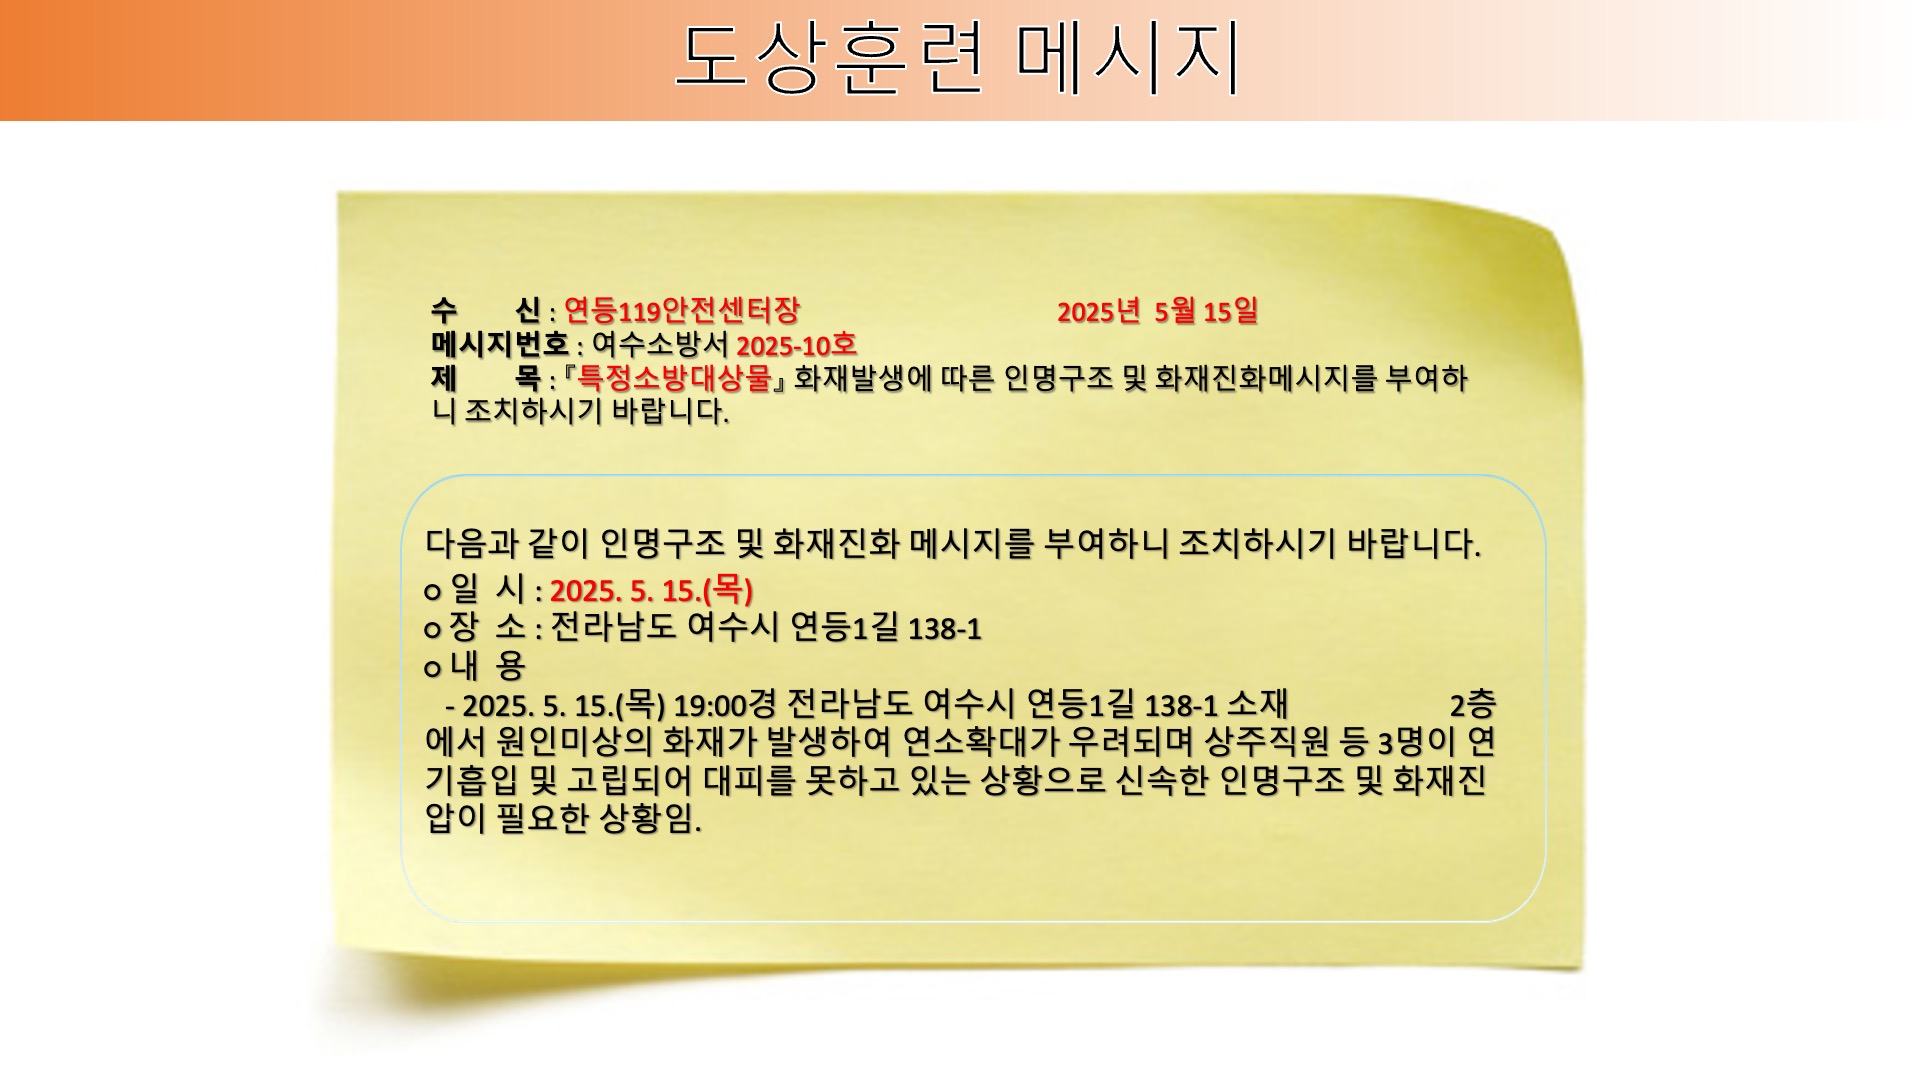 도상훈련 메시지
수 신 : 연등119안전센터장 2025년 5월 15일
메시지번호 : 여수소방서 2025-10호
제 목 : 『특정소방대상물』 화재발생에 따른 인명구조 및 화재진화메시지를 부여하
니 조치하시기 바랍니다.
다음과 같이 인명구조 및 화재진화 메시지를 부여하니 조치하시기 바랍니다.
o 일 시 : 2025. 5. 15.(목)
o 장 소 : 전라남도 여수시 연등1길 138-1
o 내 용
- 2025. 5. 15.(목) 19:00경 전라남도 여수시 연등1길 138-1 소재 2층
에서 원인미상의 화재가 발생하여 연소확대가 우려되며 상주직원 등 3명이 연
기흡입 및 고립되어 대피를 못하고 있는 상황으로 신속한 인명구조 및 화재진
압이 필요한 상황임.